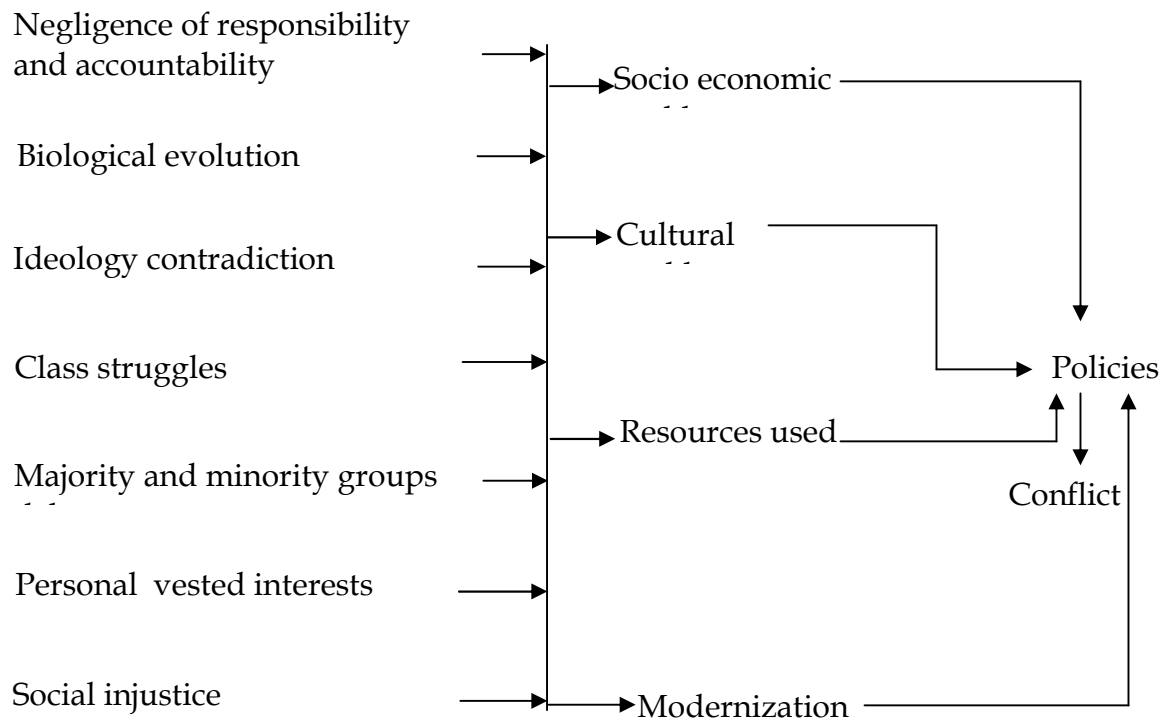 Negligence of responsibility
and accountability
Biological evolution
Ideology contradiction
Class struggles
Majority and minority groups
Personal vested interests
Social injustice
Socio economic
Cultural
Resources used
Modernization
Policies
Conflict